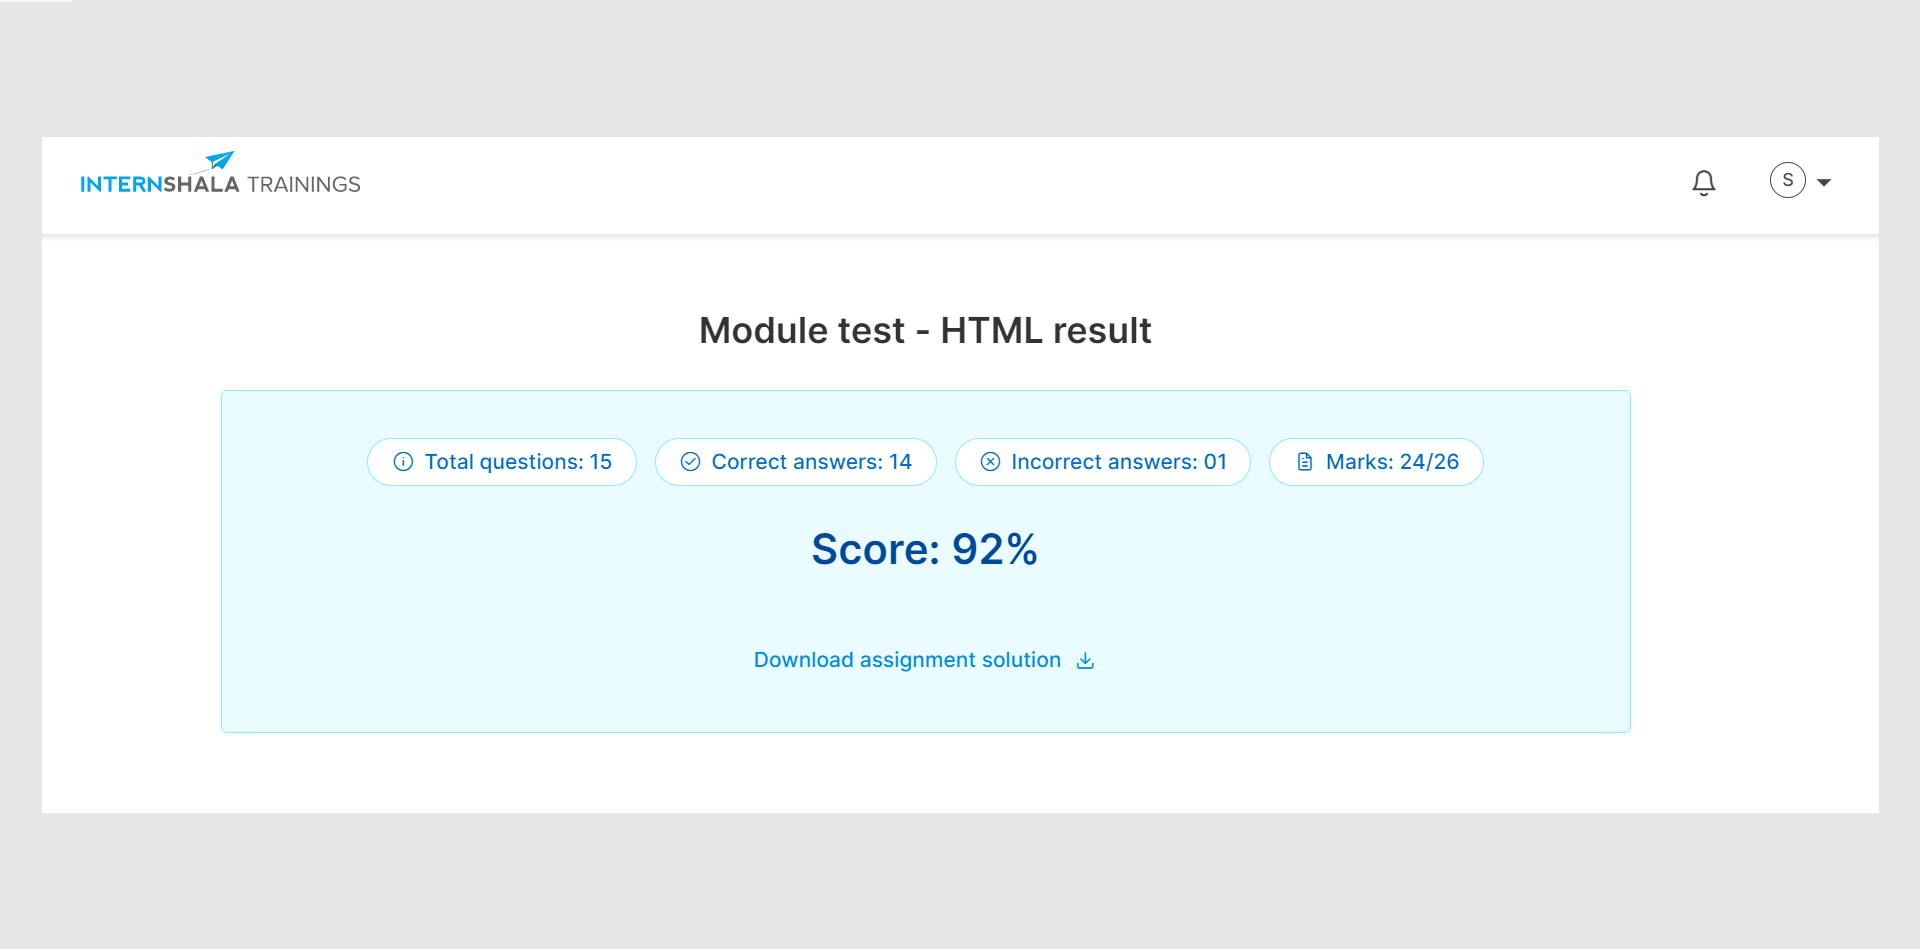 INTERNSHALA TRAININGS
S
Module test - HTML result
Total questions: 15
Correct answers: 14
Incorrect answers: 01
Marks: 24/26
Score: 92%
Download assignment solution